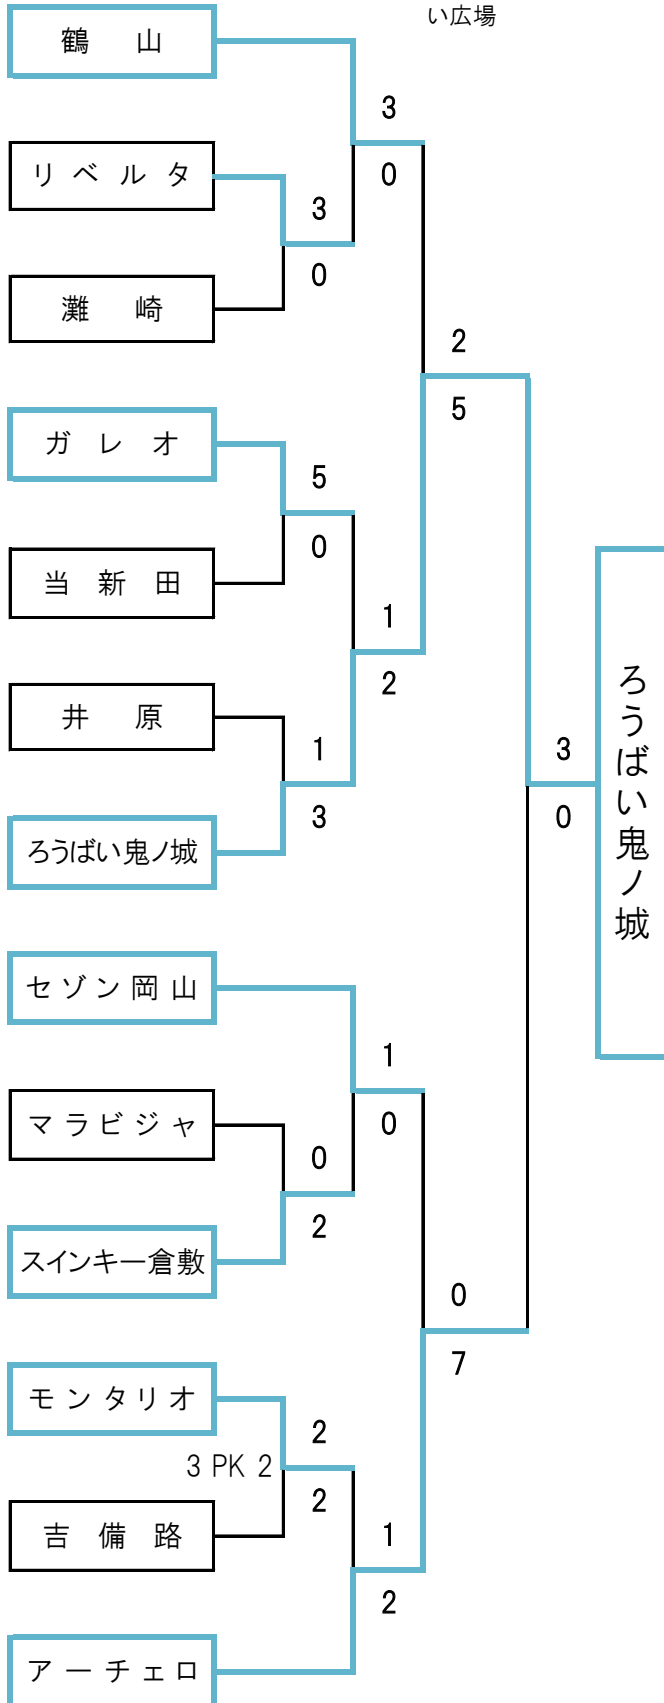 い広場
鶴山
3
0
リベルタ
3
0
灘崎
2
5
ガレオ
5
0
当新田
1
2
井原
1
3
ろうばい鬼ノ城
3
0
ろうばい鬼ノ城
セゾン岡山
1
0
マラビジャ
0
2
スインキー倉敷
0
7
モンタリオ
2
3 PK 2
2
吉備路
1
2
アーチェロ